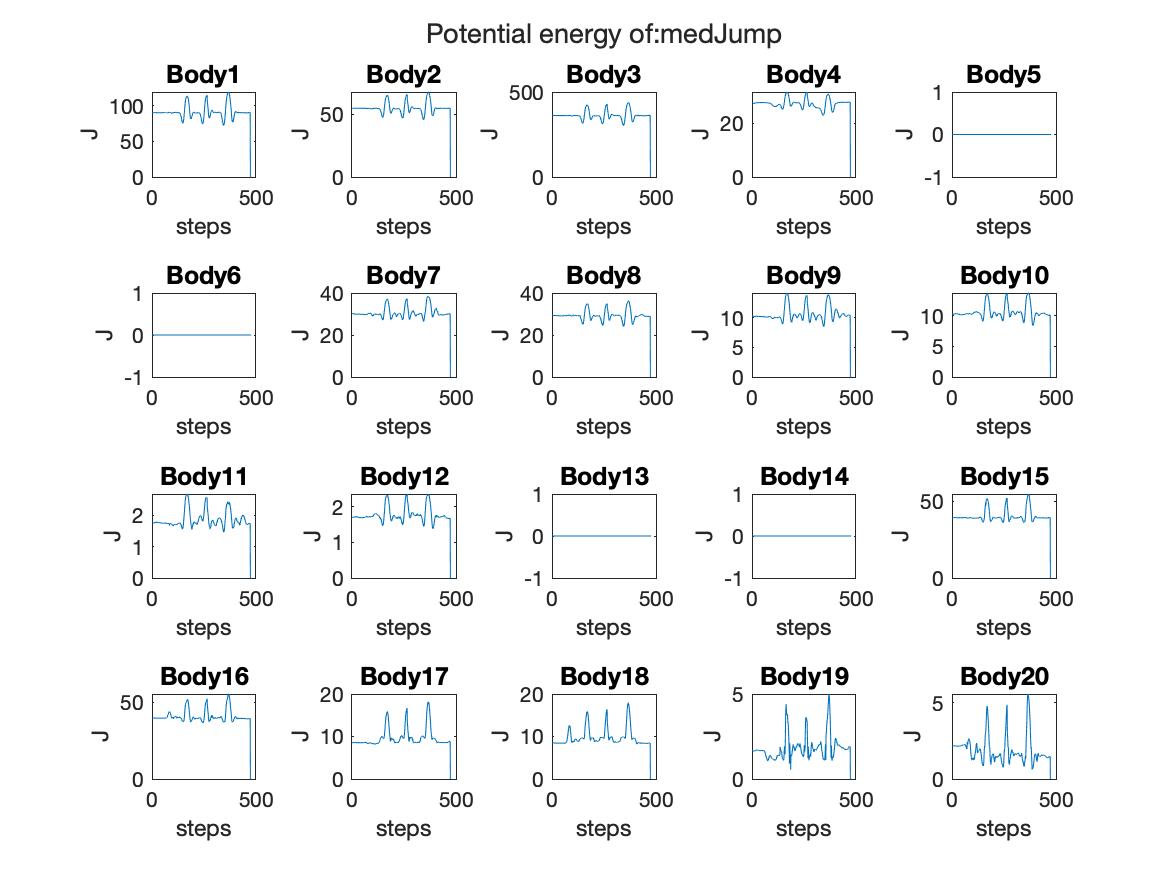 Potential energy of:medJump
Body1 Body2 Body3 Body4 Body5
100 50 0 J 0 500 steps
50 0 J 0 500 steps
500 0 J 0 500 steps
20 0 J 0 500 steps
1 0 -1 J 0 500 steps
Body6 Body7 Body8 Body9 Body10
1 0 -1 J 0 500 steps
40 20 0 J 0 500 steps
40 20 0 J 0 500 steps
10 5 0 J 0 500 steps
10 5 0 J 0 500 steps
Body11 Body12 Body13 Body14 Body15
2 1 0 J 0 500 steps
2 1 0 J 0 500 steps
1 0 -1 J 0 500 steps
1 0 -1 J 0 500 steps
50 0 J 0 500 steps
Body16 Body17 Body18 Body19 Body20
50 0 J 0 500 steps
20 10 0 J 0 500 steps
20 10 0 J 0 500 steps
5 0 J 0 500 steps
5 0 J 0 500 steps